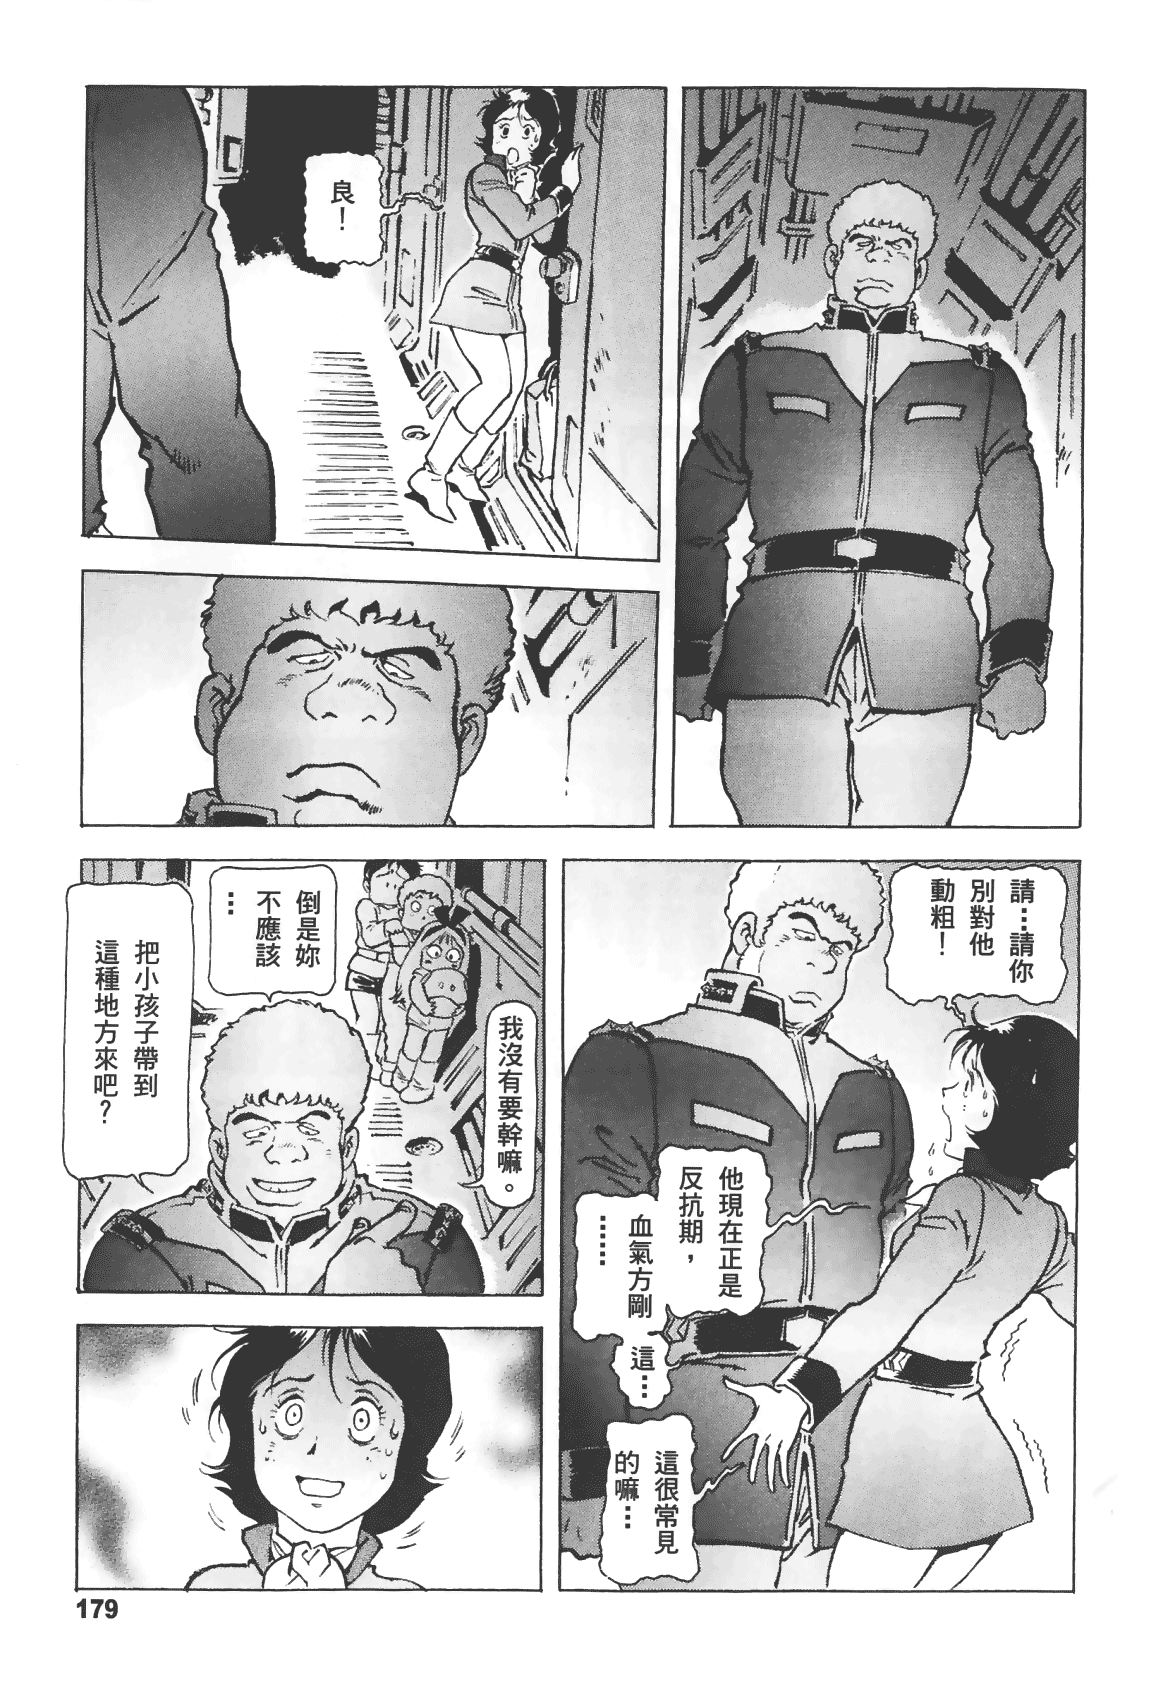 良！
請⋯請你
別對他
動粗！
他現在正是
反抗期，
血氣方剛
⋯⋯
這⋯
這很常見
的嘛⋯
我沒有要幹嘛。
倒是妳
不應該
⋯
把小孩子帶到
這種地方來吧？
179